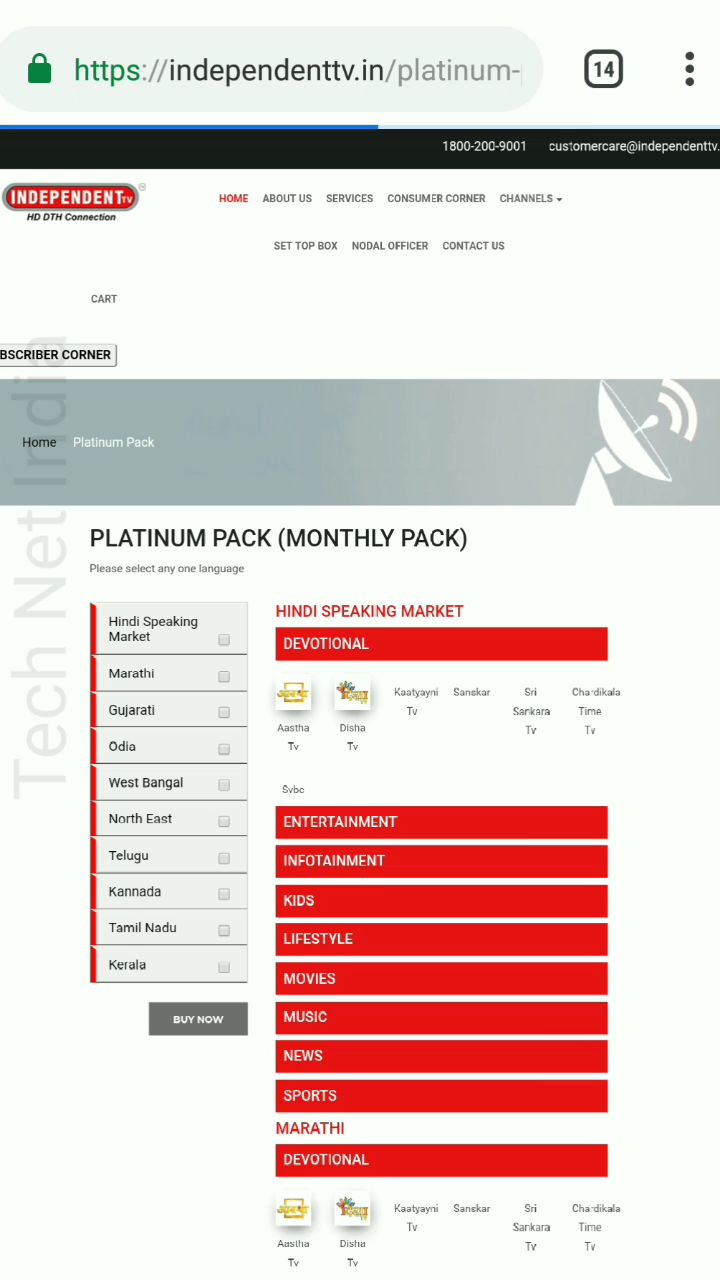 https://independenttv.in/platinum-
14
1800-200-9001 customercare@independenttv.
INDEPENDENT TV
HD DTH Connection
HOME ABOUT US SERVICES CONSUMER CORNER CHANNELS
SET TOP BOX NODAL OFFICER CONTACT US
CART
BSCRIBER CORNER
Home Platinum Pack
Tech Net India
PLATINUM PACK (MONTHLY PACK)
Please select any one language
Hindi Speaking
Market
Marathi
Gujarati
Odia
West Bangal
North East
Telugu
Kannada
Tamil Nadu
Kerala
BUY NOW
HINDI SPEAKING MARKET
DEVOTIONAL
आस्था
दिशा
Aastha
Tv
Disha
Tv
Kaatyayni
Tv
Sanskar
Sri
Sankara
Tv
Chardikala
Time
Tv
Svbc
ENTERTAINMENT
INFOTAINMENT
KIDS
LIFESTYLE
MOVIES
MUSIC
NEWS
SPORTS
MARATHI
DEVOTIONAL
आस्था
दिशा
Aastha
Tv
Disha
Tv
Kaatyayni
Tv
Sanskar
Sri
Sankara
Tv
Chardikala
Time
Tv